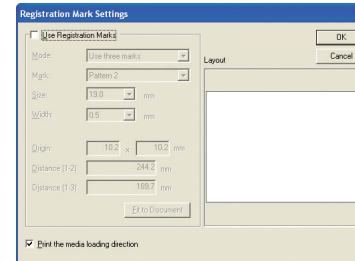 Registration Mark Settings
Use Registration Marks
OK
Cancel
Mode: Use three marks
Layout
Mark: Pattern 2
Size: 19.0 mm
Width: 0.5 mm
Origin: 10.2 x 10.2 mm
Distance (1-2) 244.2 mm
Distance (1-3) 169.7 mm
Fit to Document
Print the media loading direction